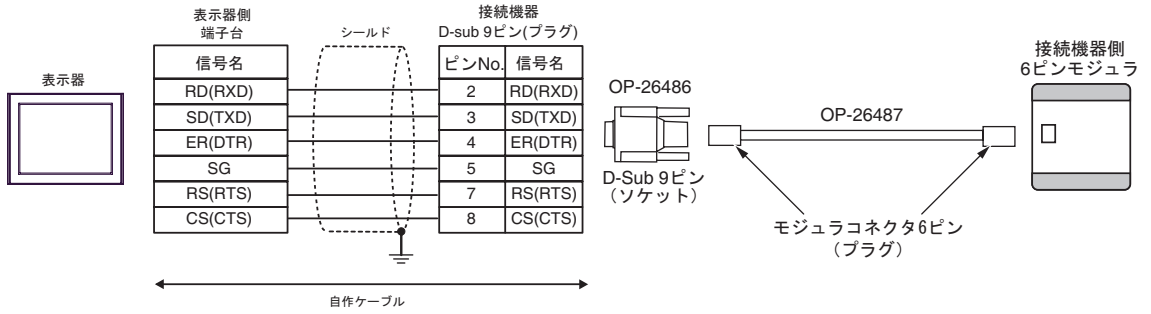 表示器
表示器側
端子台
シールド
接続機器
D-sub 9ピン(プラグ)
信号名
ピンNo. 信号名
RD(RXD) 2 RD(RXD)
SD(TXD) 3 SD(TXD)
ER(DTR) 4 ER(DTR)
SG 5 SG
RS(RTS) 7 RS(RTS)
CS(CTS) 8 CS(CTS)
自作ケーブル
OP-26486
D-Sub 9ピン
（ソケット）
OP-26487
モジュラコネクタ6ピン
（プラグ）
接続機器側
6ピンモジュラ